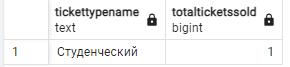 tickettypename totalticketssold
text bigint
1 Студенческий 1